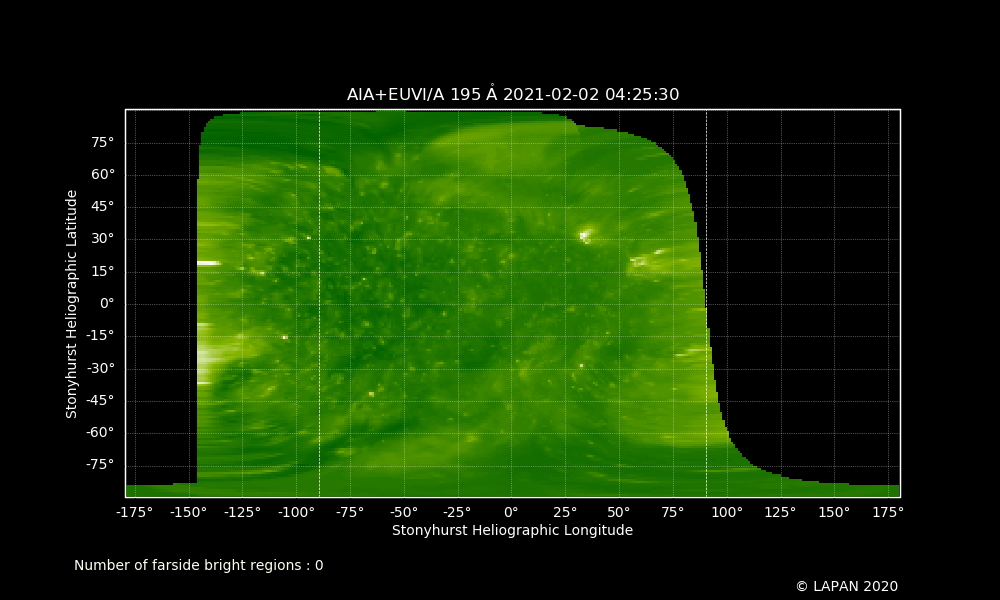 AIA+EUVI/A 195 Å 2021-02-02 04:25:30
75°
60°
45°
30°
15°
0°
-15°
-30°
-45°
-60°
-75°
Stonyhurst Heliographic Latitude
-175° -150° -125° -100° -75° -50° -25° 0° 25° 50° 75° 100° 125° 150° 175°
Stonyhurst Heliographic Longitude
Number of farside bright regions : 0
© LAPAN 2020